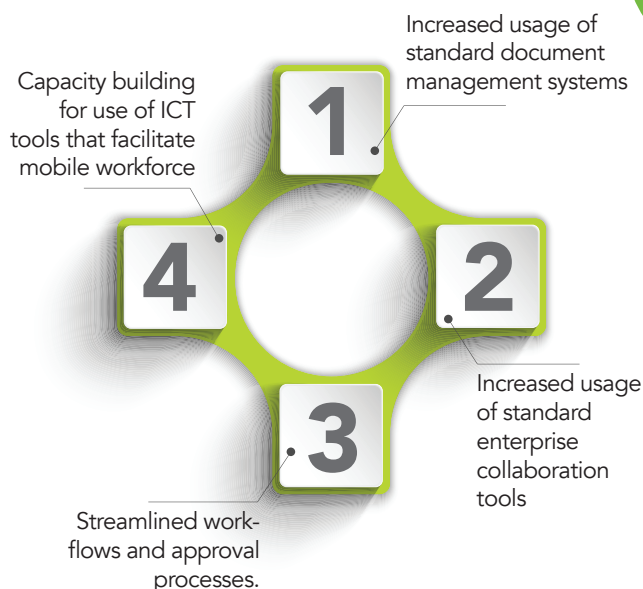 1
Increased usage of
standard document
management systems
2
Increased usage
of standard
enterprise
collaboration
tools
3
Streamlined work-
flows and approval
processes.
4
Capacity building
for use of ICT
tools that facilitate
mobile workforce